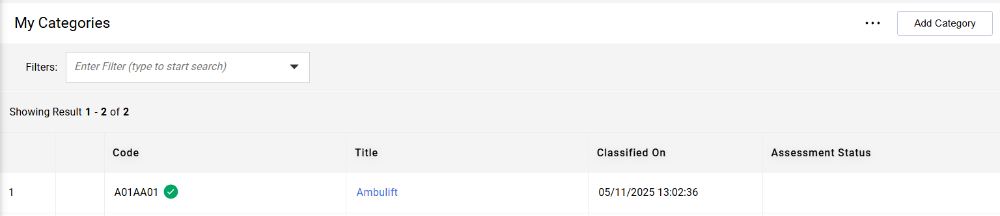 My Categories
... Add Category
Filters: Enter Filter (type to start search)
Showing Result 1 - 2 of 2
Code Title Classified On Assessment Status
1 A01AA01 Ambulift 05/11/2025 13:02:36